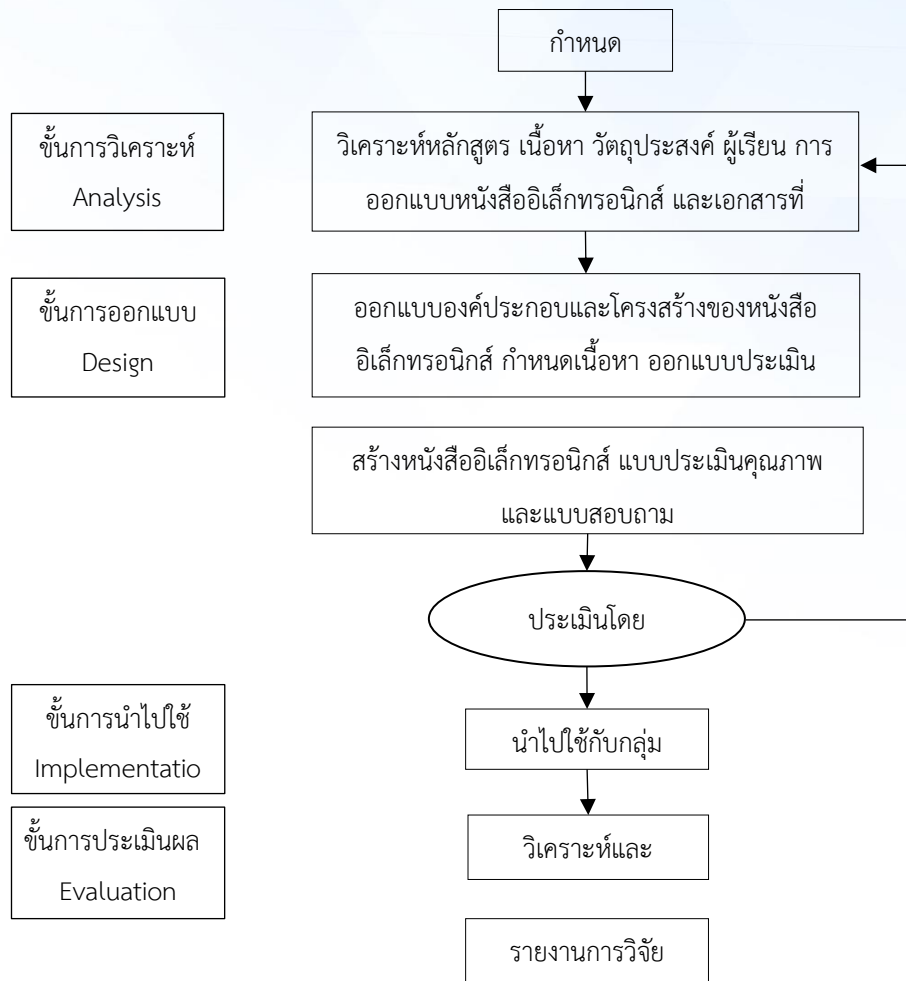 กำหนด
ขั้นการวิเคราะห์
Analysis
วิเคราะห์หลักสูตร เนื้อหา วัตถุประสงค์ ผู้เรียน การ
ออกแบบหนังสืออิเล็กทรอนิกส์ และเอกสารที่
ขั้นการออกแบบ
Design
ออกแบบองค์ประกอบและโครงสร้างของหนังสือ
อิเล็กทรอนิกส์ กำหนดเนื้อหา ออกแบบประเมิน
สร้างหนังสืออิเล็กทรอนิกส์ แบบประเมินคุณภาพ
และแบบสอบถาม
ประเมินโดย
ขั้นการนำไปใช้
Implementatio
นำไปใช้กับกลุ่ม
ขั้นการประเมินผล
Evaluation
วิเคราะห์และ
รายงานการวิจัย